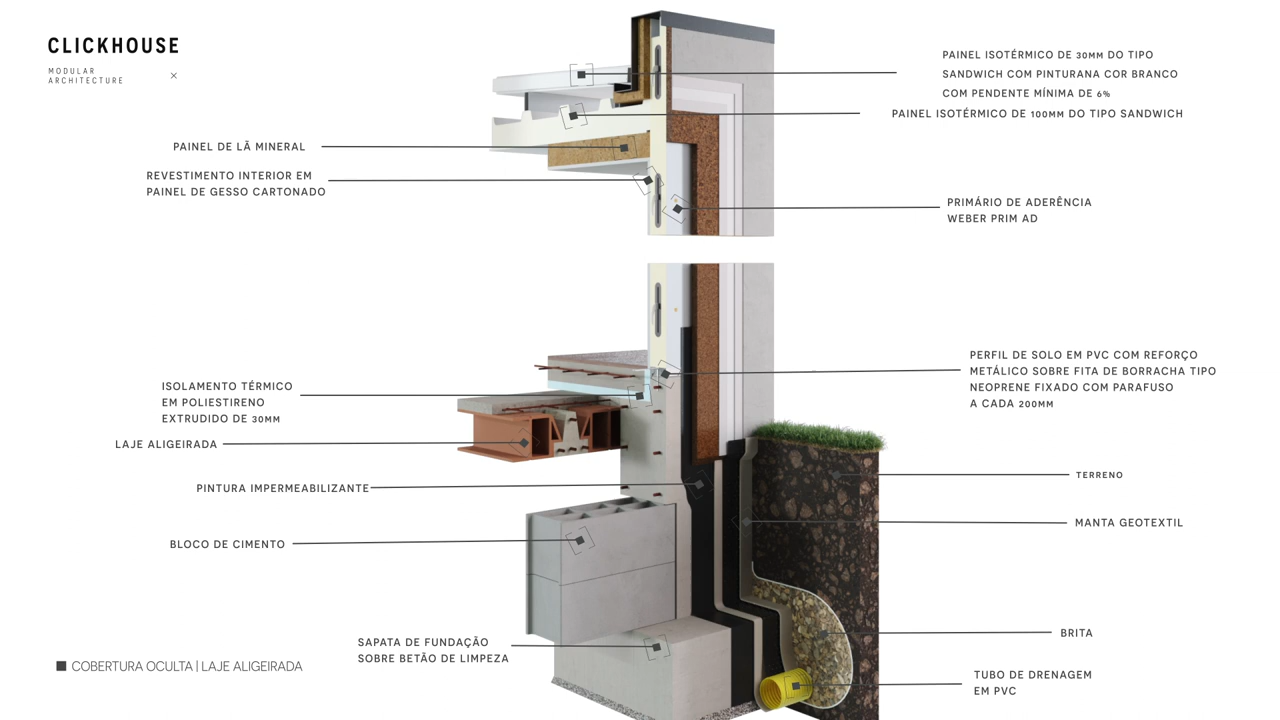 CLICKHOUSE
MODULAR
ARCHITECTURE ×
PAINEL ISOTÉRMICO DE 30MM DO TIPO
SANDWICH COM PINTURANA COR BRANCO
COM PENDENTE MÍNIMA DE 6%
PAINEL ISOTÉRMICO DE 100MM DO TIPO SANDWICH
PAINEL DE LÃ MINERAL
REVESTIMENTO INTERIOR EM
PAINEL DE GESSO CARTONADO
PRIMÁRIO DE ADERÊNCIA
WEBER PRIM AD
PERFIL DE SOLO EM PVC COM REFORÇO
METÁLICO SOBRE FITA DE BORRACHA TIPO
NEOPRENE FIXADO COM PARAFUSO
A CADA 200MM
ISOLAMENTO TÉRMICO
EM POLIESTIRENO
EXTRUDIDO DE 30MM
LAJE ALIGEIRADA
TERRENO
PINTURA IMPERMEABILIZANTE
MANTA GEOTEXTIL
BLOCO DE CIMENTO
BRITA
SAPATA DE FUNDAÇÃO
SOBRE BETÃO DE LIMPEZA
COBERTURA OCULTA | LAJE ALIGEIRADA
TUBO DE DRENAGEM
EM PVC